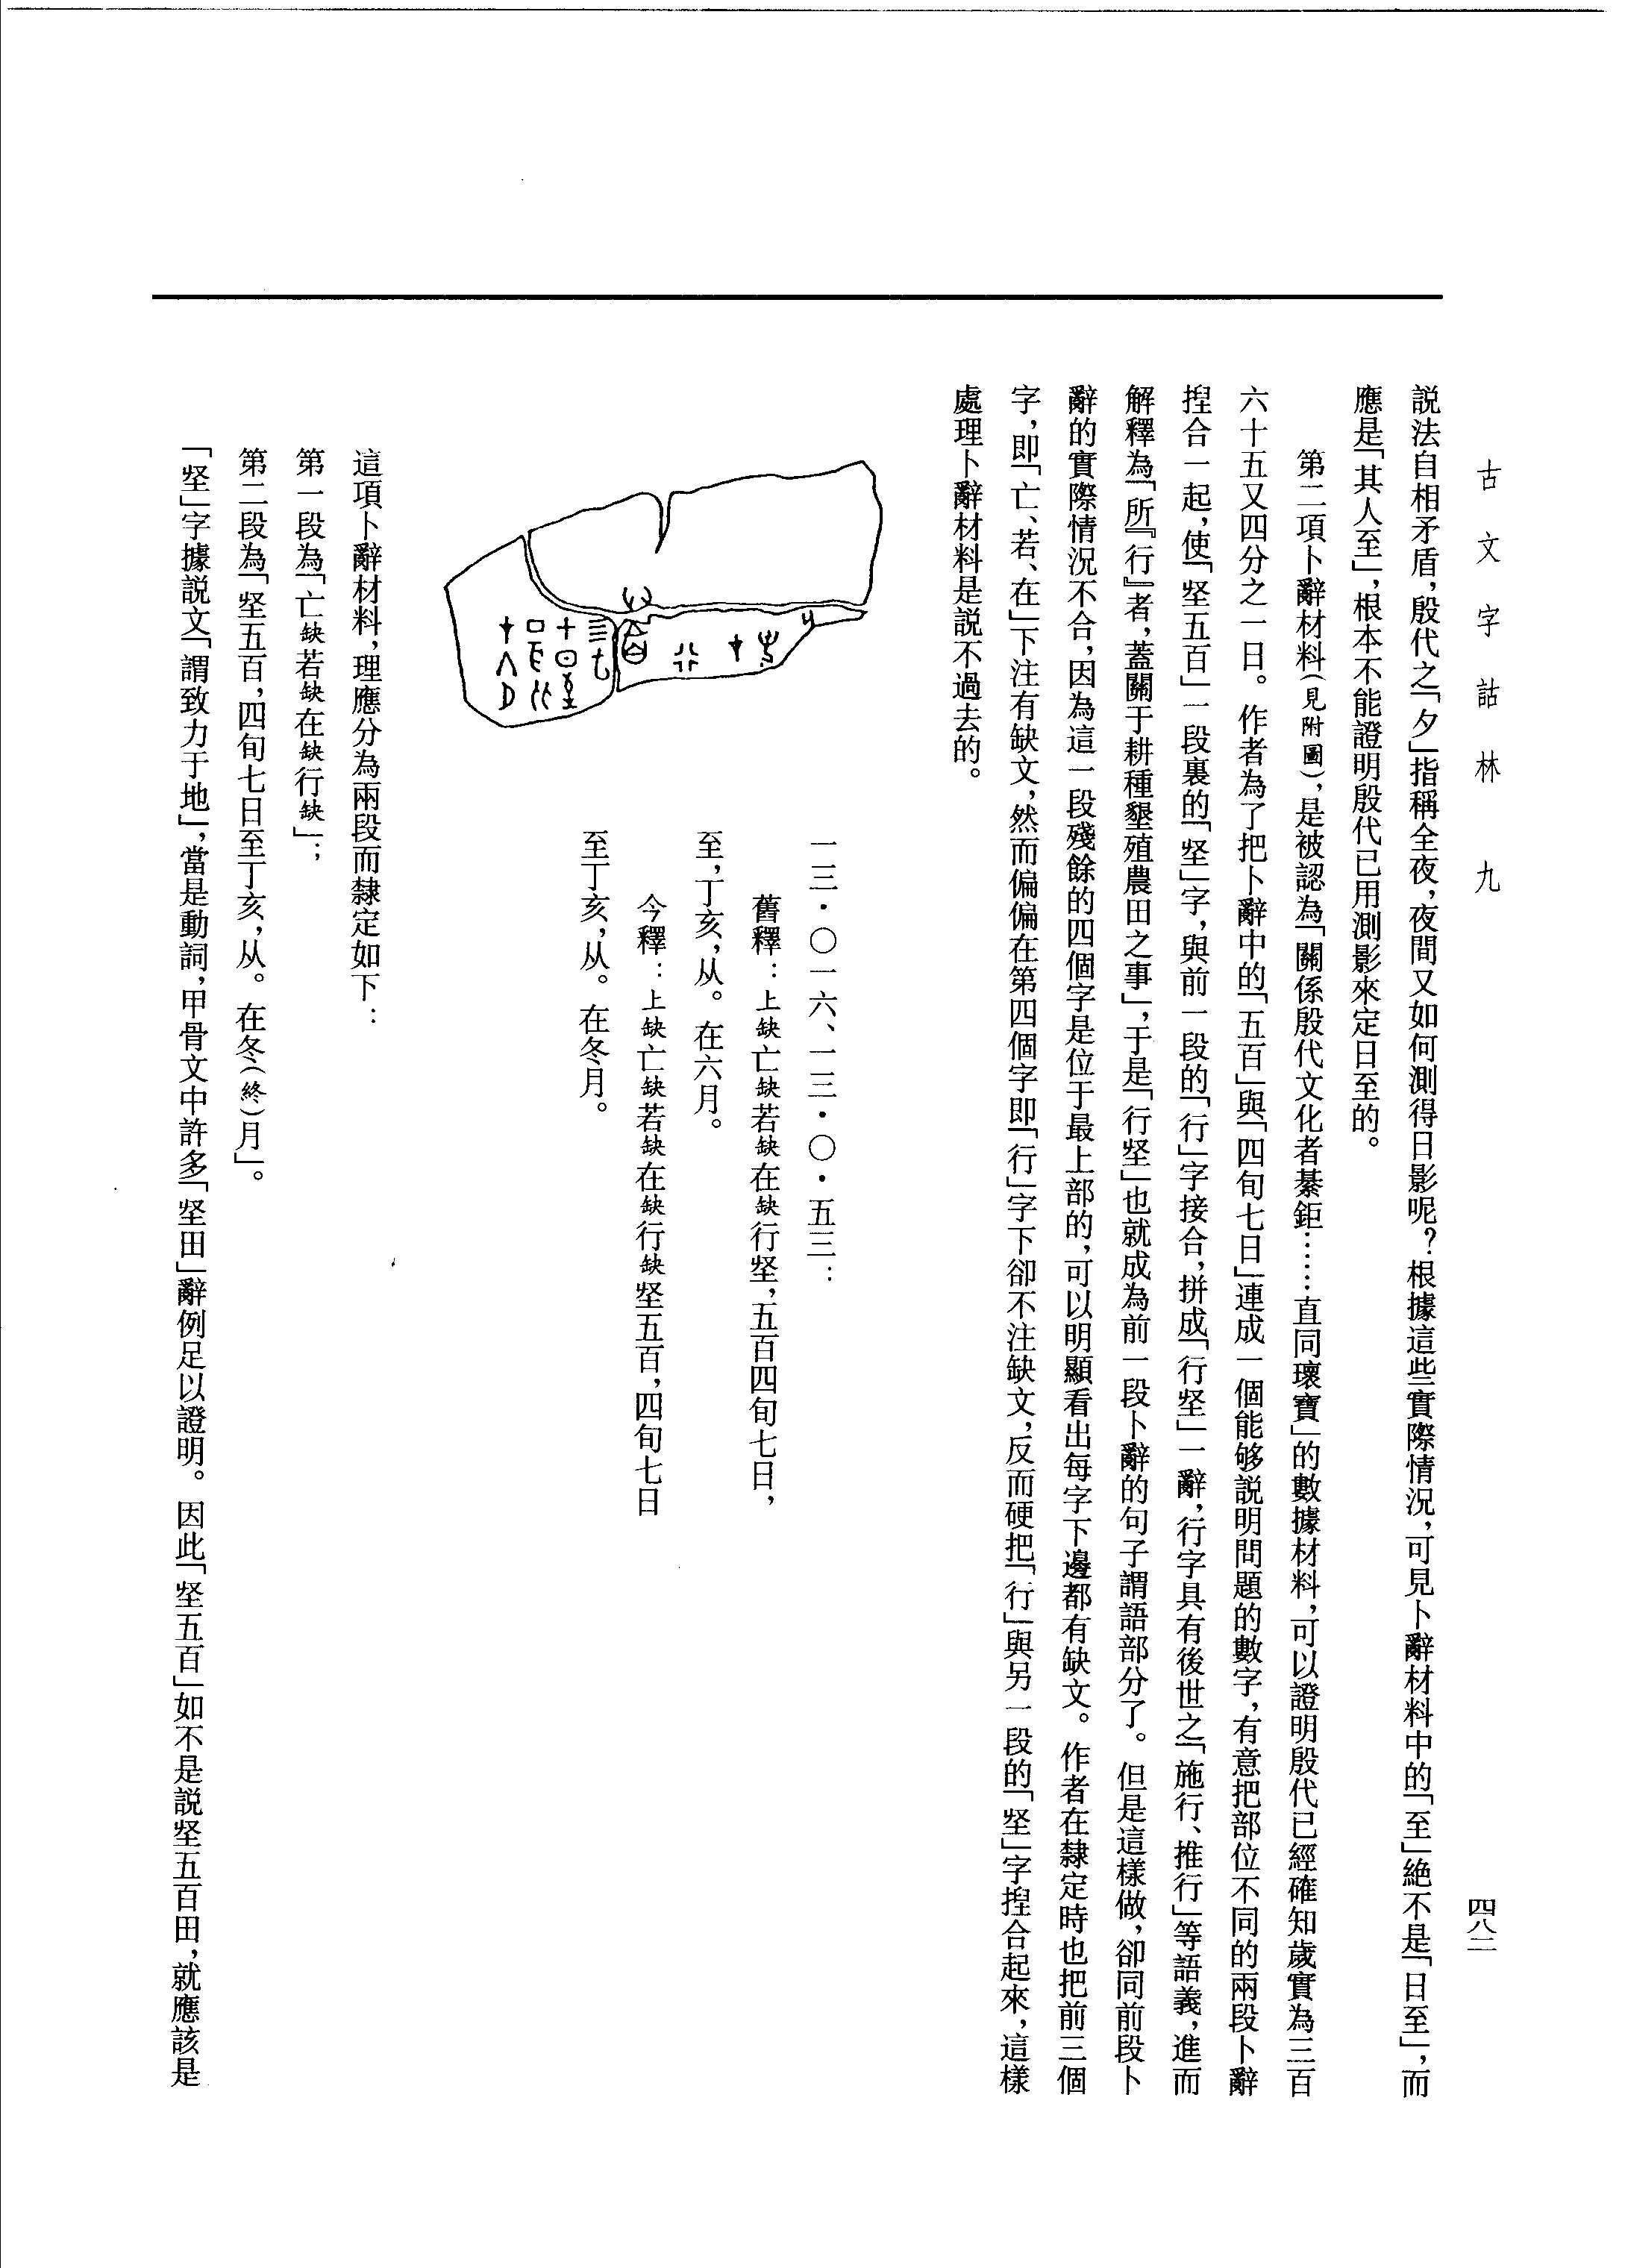 古文字詁林 九
四八二
説法自相矛盾，殷代之「夕」指稱全夜，夜間又如何測得日影呢？根據這些實際情況，可見卜辭材料中的「至」絶不是「日至」，而
應是「其人至」，根本不能證明殷代已用測影來定日至的。
第二項卜辭材料（見附圖），是被認為「關係殷代文化者綦鉅……直同瓌寶」的數據材料，可以證明殷代已經確知歲實為三百
六十五又四分之一日。作者為了把卜辭中的「五百」與「四旬七日」連成一個能够説明問題的數字，有意把部位不同的兩段卜辭
揑合一起，使「坚五百」一段裏的「坚」字，與前一段的「行」字接合，拼成「行坚」一辭，行字具有後世之「施行、推行」等語義，進而
解釋為「所『行』者，蓋關于耕種墾殖農田之事」，于是「行坚」也就成為前一段卜辭的句子謂語部分了。但是這樣做，卻同前段卜
辭的實際情況不合，因為這一段殘餘的四個字是位于最上部的，可以明顯看出每字下邊都有缺文。作者在隸定時也把前三個
字，即「亡、若、在」下注有缺文，然而偏偏在第四個字即「行」字下卻不注缺文，反而硬把「行」與另一段的「坚」字揑合起來，這樣
處理卜辭材料是説不過去的。
一三·〇一六、一三·〇·五三：
舊釋：上缺亡缺若缺在缺行坚，五百四旬七日，
至，丁亥，从。在六月。
今釋：上缺亡缺若缺在缺行缺坚五百，四旬七日
至丁亥，从。在冬月。
這項卜辭材料，理應分為兩段而隸定如下：
第一段為「亡缺若缺在缺行缺」；
第二段為「坚五百，四旬七日至丁亥，从。在冬（終）月」。
「坚」字據説文「謂致力于地」，當是動詞，甲骨文中許多「坚田」辭例足以證明。因此「坚五百」如不是説坚五百田，就應該是